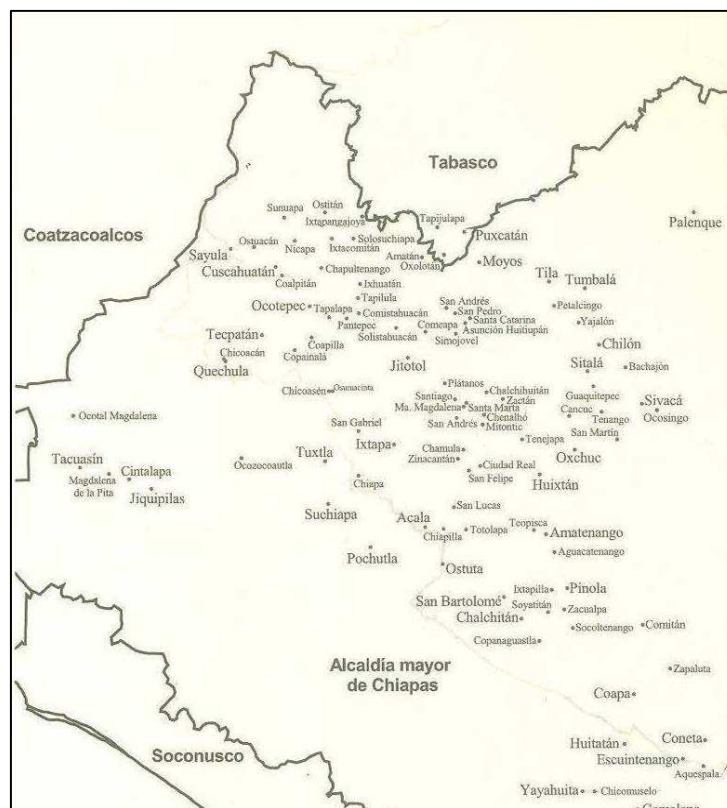 Tabasco
Coatzacoalcos
Palenque
Ostitán
Sunuapa
Ixtapangajoya
Tapijulapa
Puxcatán
Ostuacán
Nicapa
Ixtacomitán
Solosuchiapa
Sayula
Amatán
Oxolotán
Moyos
Cuscahuatán
Coalpitán
Chapultenango
Tila
Tumbalá
Ixhuatán
Tapilula
Ocotepec
Tapalapa
Comistahuacán
San Andrés
San Pedro
Santa Catarina
Petalcingo
Pantepec
Comeapa
Asunción Huitiupán
Yajalón
Tecpatán
Solistahuacán
Simojovel
Coapilla
Chilón
Chicoacán
Copainalá
Quechula
Jitotol
Sitalá
Bachajón
Plátanos
Chicoasén
Osumacinta
Chalchihuitán
Guaquitepec
Santiago
Zactán
Sivacá
Ma. Magdalena
Santa Marta
Cancuc
Tenango
Ocosingo
Ocotal Magdalena
Chenalhó
San Gabriel
San Andrés
Mitontic
San Martín
Ixtapa
Tenejapa
Chamula
Oxchuc
Tuxtla
Zinacantán
Ciudad Real
Tacuasín
Ocozocoautla
San Felipe
Huixtán
Magdalena
de la Pita
Cintalapa
Chiapa
Jiquipilas
Suchiapa
San Lucas
Acala
Chiapilla
Totolapa
Teopisca
Amatenango
Pochutla
Aguacatenango
Ostuta
Ixtapilla
Pinola
San Bartolomé
Soyatitán
Zacualpa
Chalchitán
Socoltenango
Comitán
Copanaguastla
Alcaldía mayor
de Chiapas
Zapaluta
Coapa
Soconusco
Huitatán
Coneta
Escuintenango
Aquespala
Yayahuita
Chicomuselo